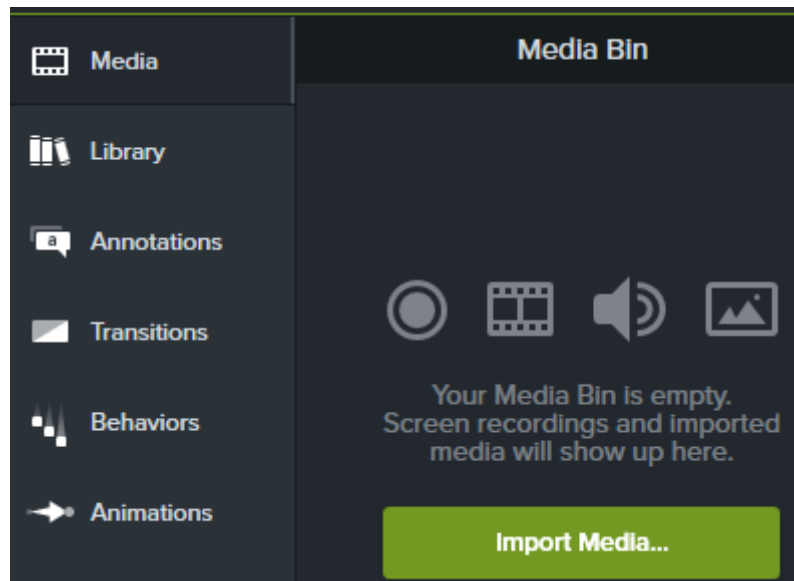 Media
Media Bin
Library
a
Annotations
Transitions
Behaviors
Animations
Your Media Bin is empty.
Screen recordings and imported
media will show up here.
Import Media...